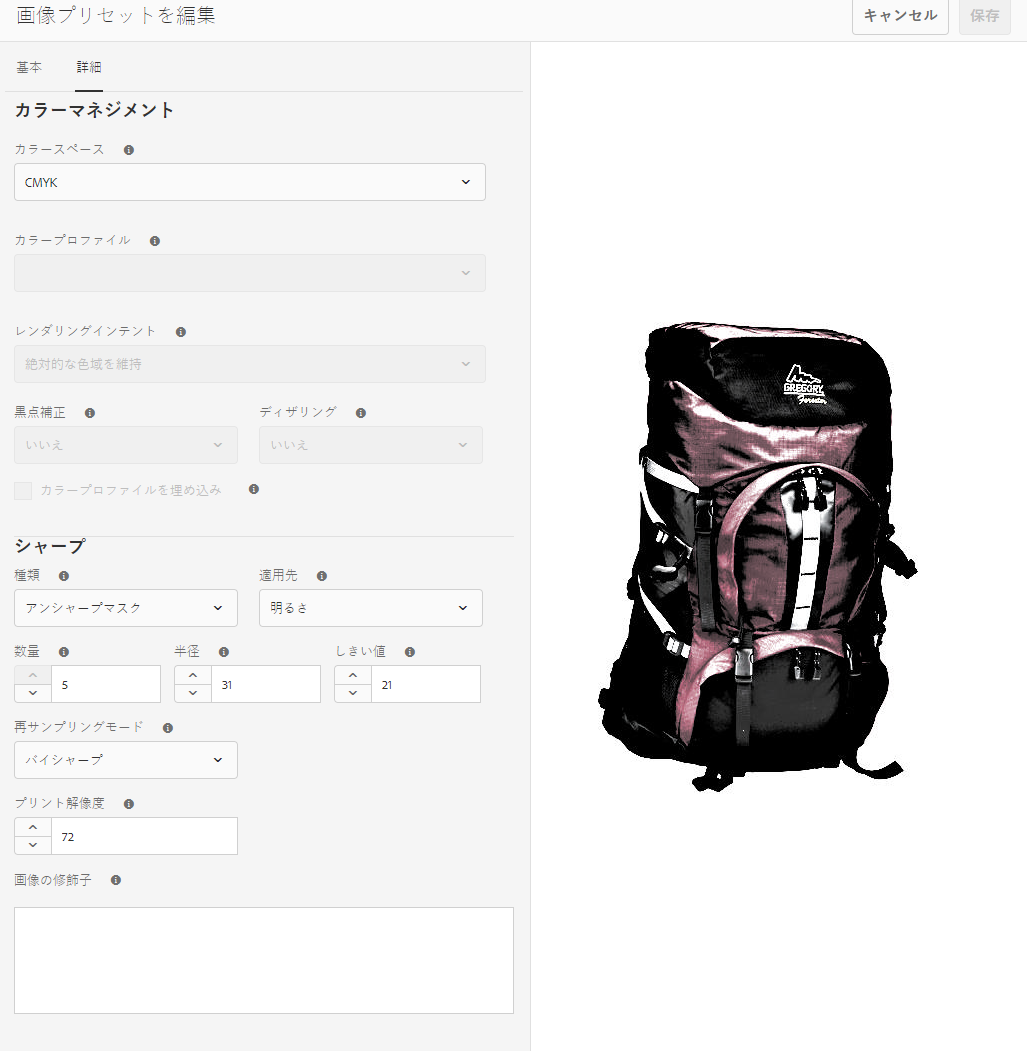 画像プリセットを編集
キャンセル
保存
基本
詳細
カラーマネジメント
カラースペース
CMYK
カラープロファイル
レンダリングインテント
絶対的な色域を維持
黒点補正
ディザリング
いいえ
いいえ
カラープロファイルを埋め込み
シャープ
種類
適用先
アンシャープマスク
明るさ
数量
半径
しきい値
5
31
21
再サンプリングモード
バイシャープ
プリント解像度
72
画像の修飾子
GREGORY
Forester